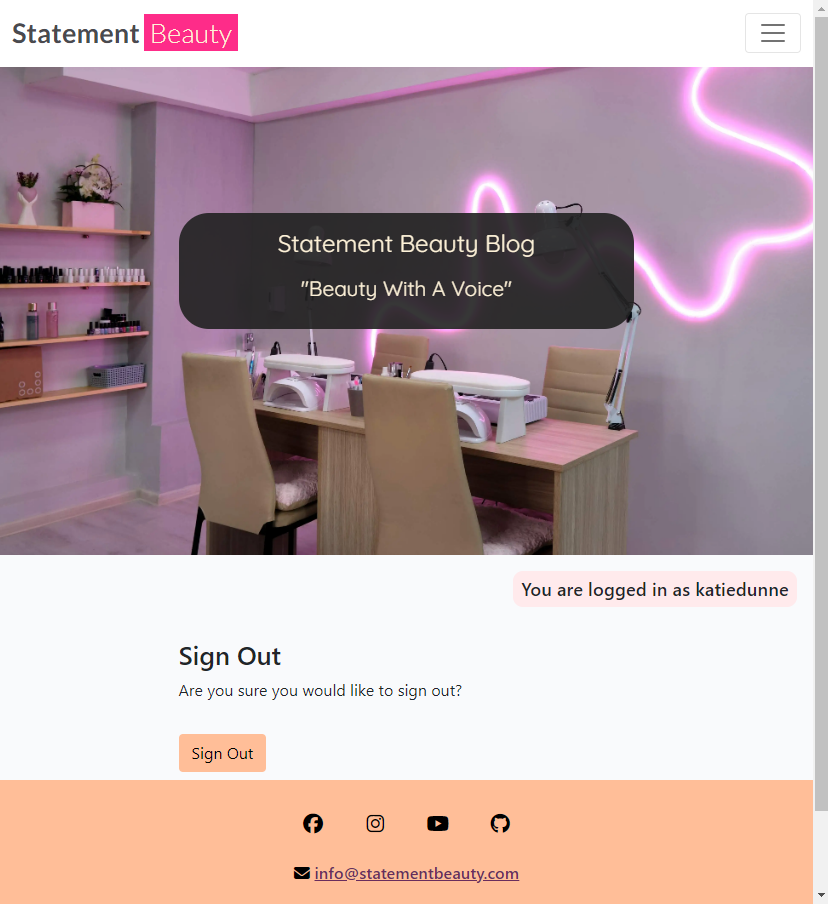 Statement Beauty
Statement Beauty Blog
"Beauty With A Voice"
You are logged in as katiedunne
Sign Out
Are you sure you would like to sign out?
Sign Out
info@statementbeauty.com